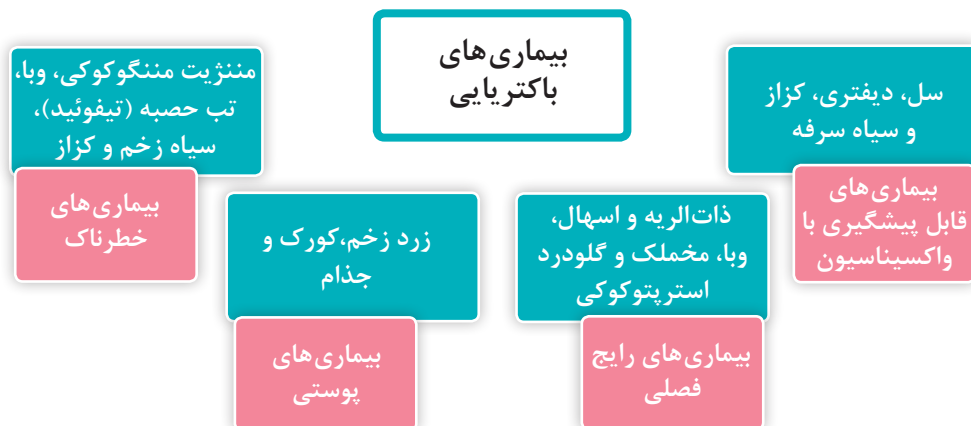 بیماری‌های
باکتریایی
سل، دیفتری، کزاز
و سیاه سرفه
بیماری‌های
قابل پیشگیری با
واکسیناسیون
ذات‌الریه و اسهال،
وبا، مخملک و گلودرد
استرپتوکوکی
بیماری‌های رایج
فصلی
زرد زخم،کورک و
جذام
بیماری‌های
پوستی
مننژیت مننگوکوکی، وبا،
تب حصبه (تیفوئید)،
سیاه زخم و کزاز
بیماری‌های
خطرناک